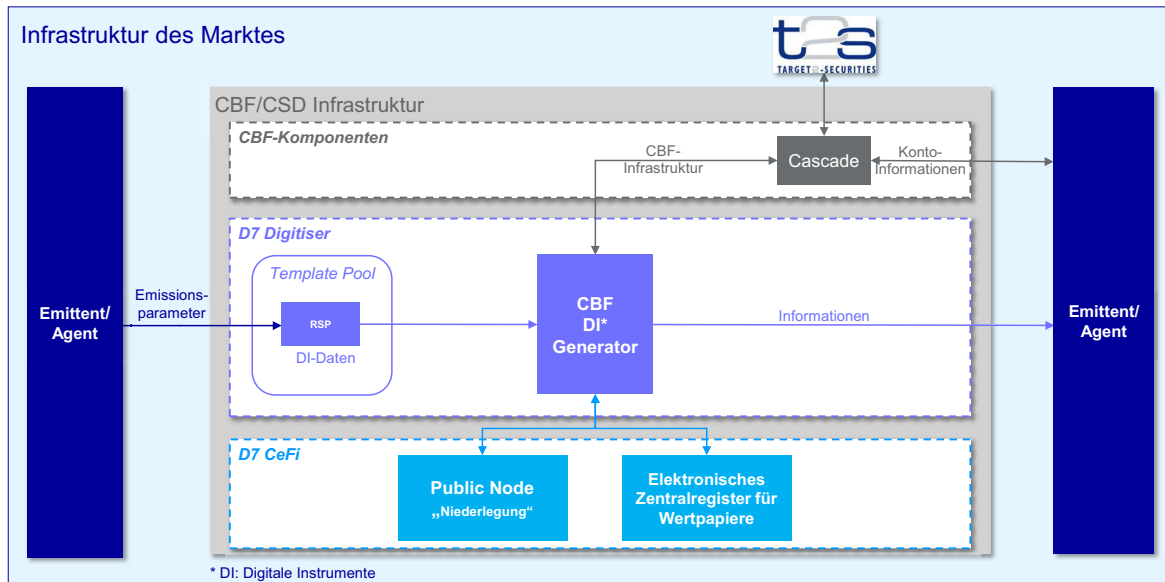 Infrastruktur des Marktes
t2s
TARGET2-SECURITIES
CBF/CSD Infrastruktur
CBF-Komponenten
CBF-
Infrastruktur
Cascade
Konto-
Informationen
D7 Digitiser
Template Pool
Emittent/
Agent
Emissions-
parameter
RSP
DI-Daten
CBF
DI*
Generator
Informationen
Emittent/
Agent
D7 CeFi
Public Node
„Niederlegung“
Elektronisches
Zentralregister für
Wertpapiere
* DI: Digitale Instrumente